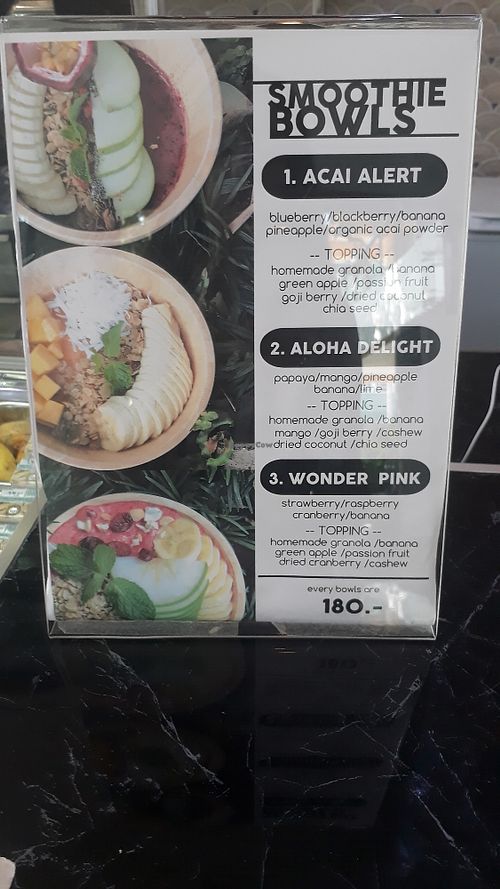 SMOOTHIE
BOWLS
1. ACAI ALERT
blueberry/blackberry/banana
pineapple/organic acai powder
-- TOPPING --
homemade granola /banana
green apple /passion fruit
goji berry /dried coconut
chia seed
2. ALOHA DELIGHT
papaya/mango/pineapple
banana/lime
-- TOPPING --
homemade granola /banana
mango /goji berry /cashew
dried coconut /chia seed
3. WONDER PINK
strawberry/raspberry
cranberry/banana
-- TOPPING --
homemade granola /banana
green apple /passion fruit
dried cranberry /cashew
every bowls are
180.-